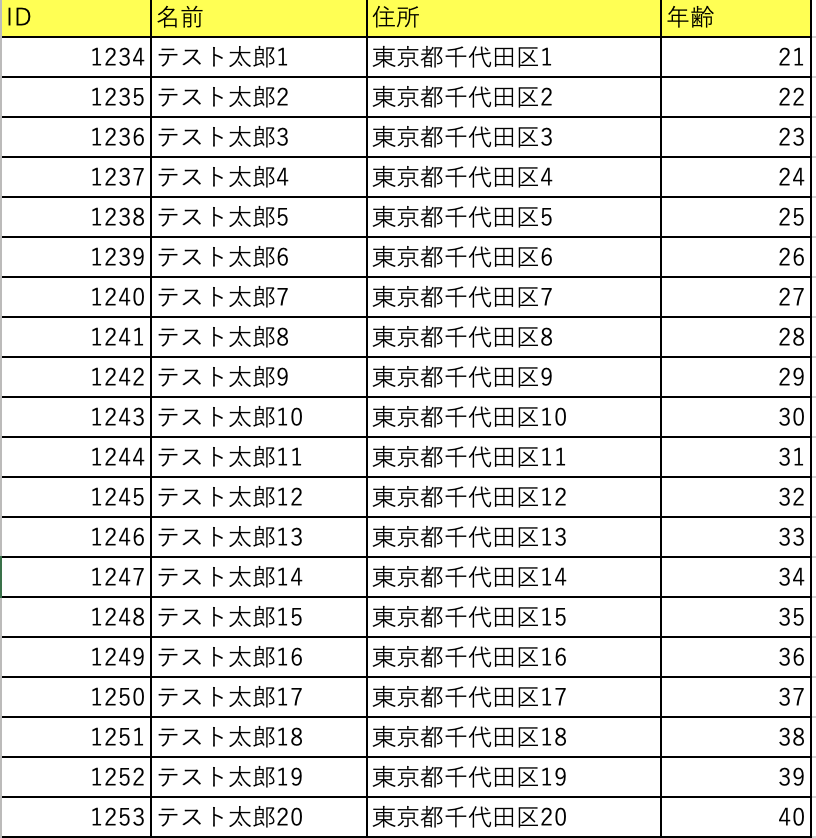 ID 名前 住所 年齢
1234 テスト太郎1 東京都千代田区1 21
1235 テスト太郎2 東京都千代田区2 22
1236 テスト太郎3 東京都千代田区3 23
1237 テスト太郎4 東京都千代田区4 24
1238 テスト太郎5 東京都千代田区5 25
1239 テスト太郎6 東京都千代田区6 26
1240 テスト太郎7 東京都千代田区7 27
1241 テスト太郎8 東京都千代田区8 28
1242 テスト太郎9 東京都千代田区9 29
1243 テスト太郎10 東京都千代田区10 30
1244 テスト太郎11 東京都千代田区11 31
1245 テスト太郎12 東京都千代田区12 32
1246 テスト太郎13 東京都千代田区13 33
1247 テスト太郎14 東京都千代田区14 34
1248 テスト太郎15 東京都千代田区15 35
1249 テスト太郎16 東京都千代田区16 36
1250 テスト太郎17 東京都千代田区17 37
1251 テスト太郎18 東京都千代田区18 38
1252 テスト太郎19 東京都千代田区19 39
1253 テスト太郎20 東京都千代田区20 40